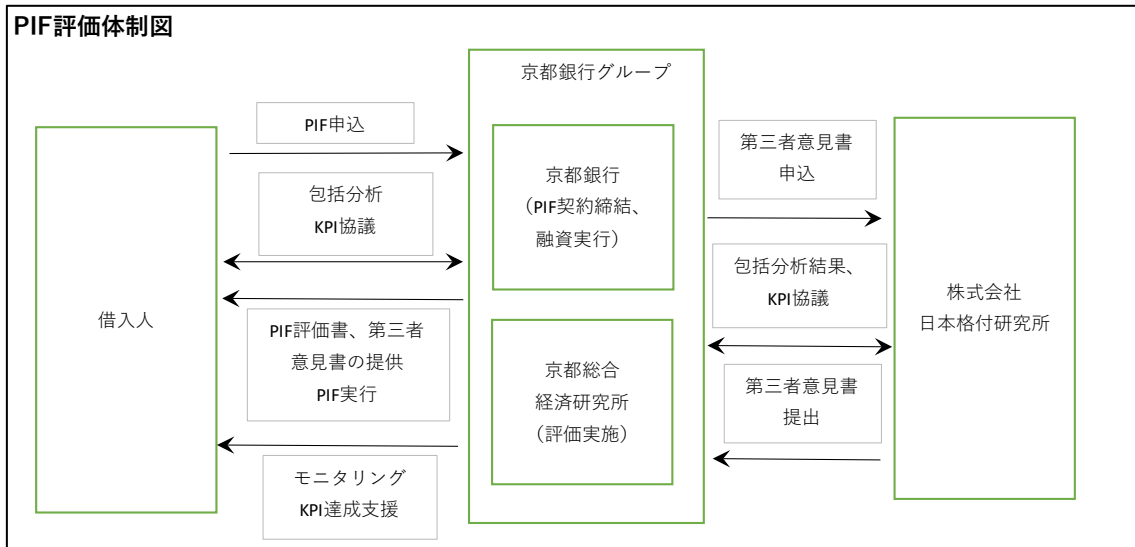 PIF評価体制図
京都銀行グループ
PIF申込
包括分析
KPI協議
借入人
PIF評価書、第三者
意見書の提供
PIF実行
モニタリング
KPI達成支援
京都銀行
（PIF契約締結、
融資実行）
京都総合
経済研究所
（評価実施）
第三者意見書
申込
包括分析結果、
KPI協議
第三者意見書
提出
株式会社
日本格付研究所